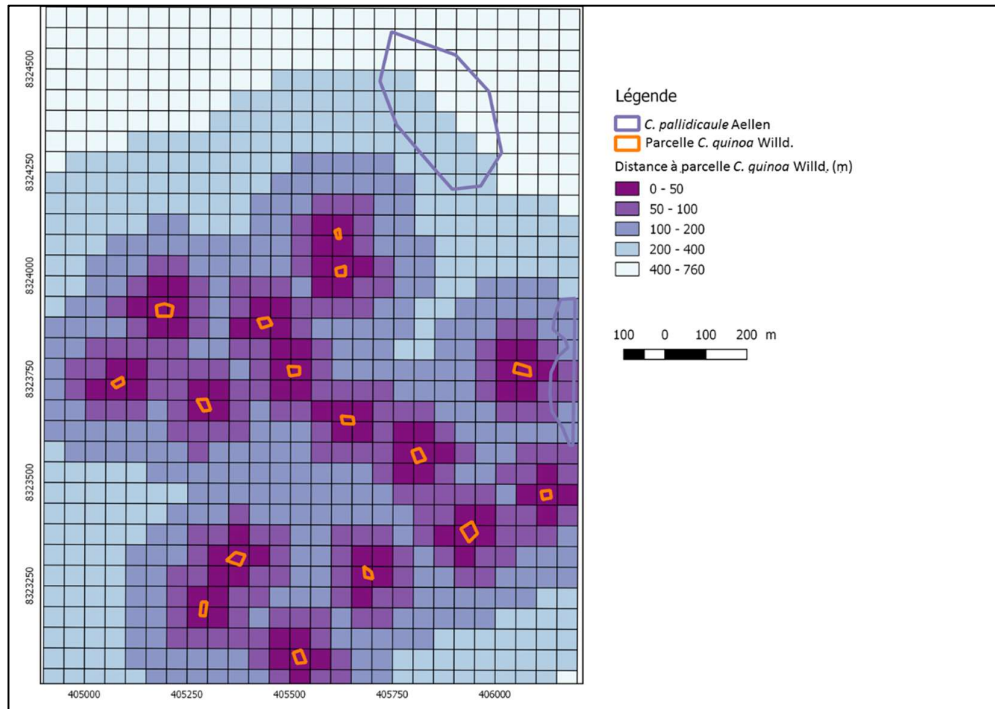 8324500
8324250
8324000
8323750
8323500
8323250
405000 405250 405500 405750 406000
Légende
C. pallidicaule Aellen
Parcelle C. quinoa Willd.
Distance à parcelle C. quinoa Willd, (m)
0 - 50
50 - 100
100 - 200
200 - 400
400 - 760
100 0 100 200 m